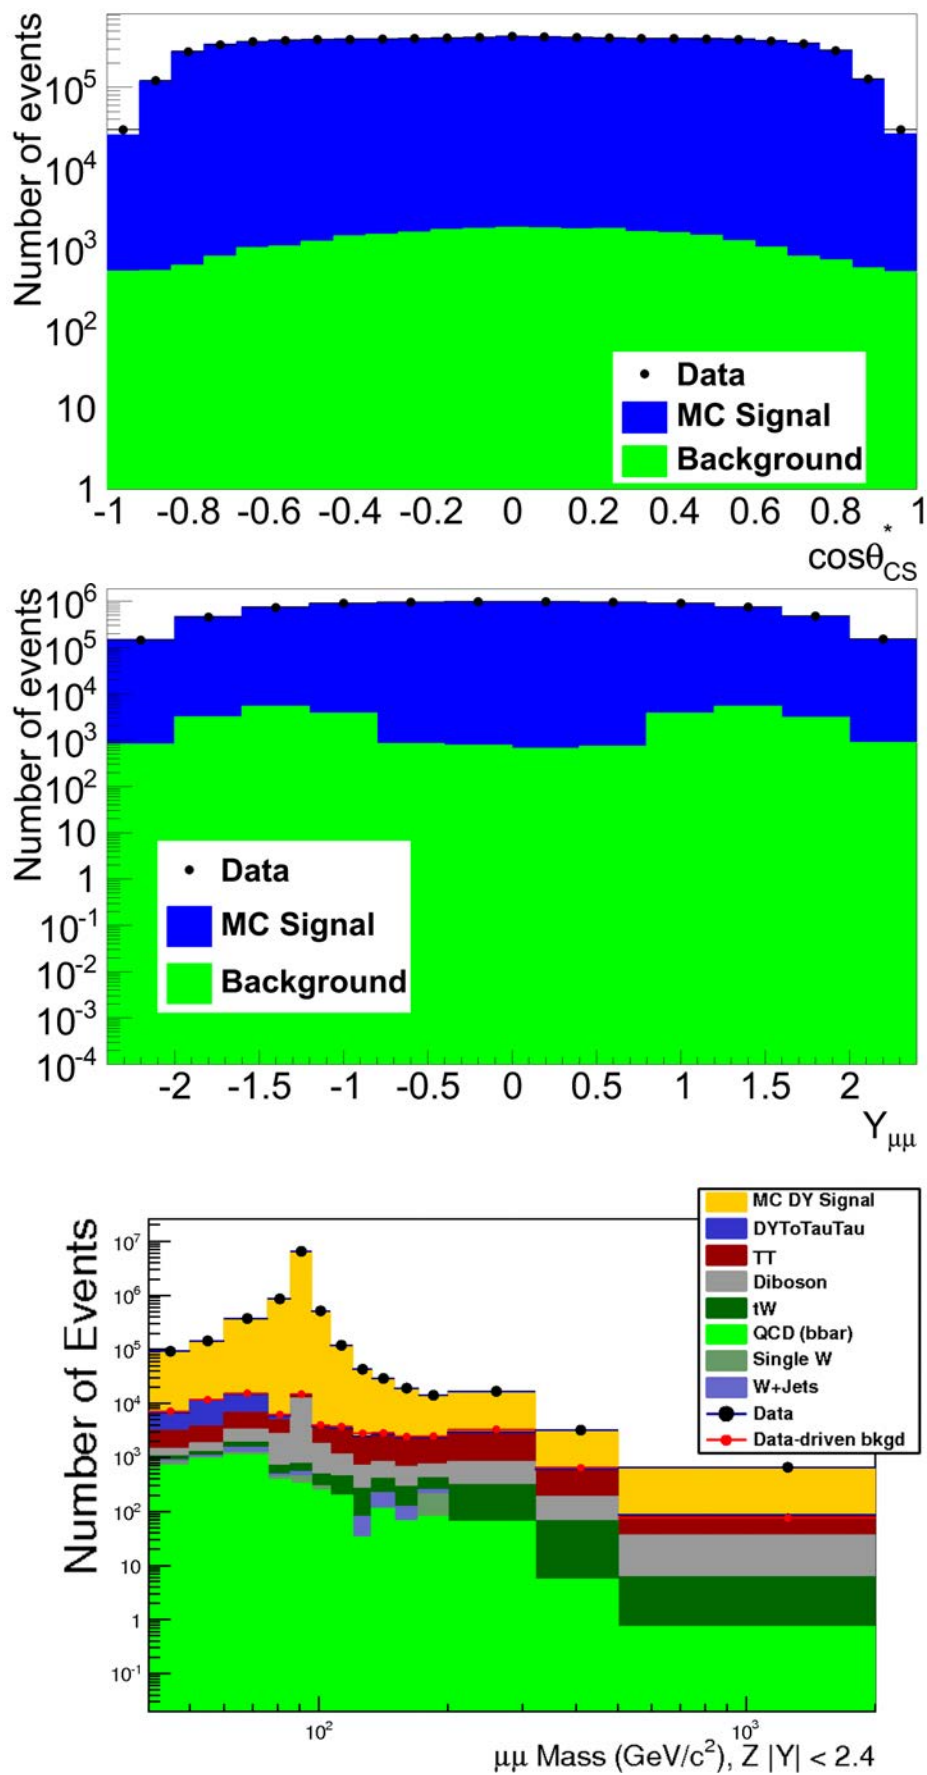 Number of events
10^5
10^4
10^3
10^2
10
1
Data
MC Signal
Background
-1 -0.8 -0.6 -0.4 -0.2 0 0.2 0.4 0.6 0.8 1
cosθ*_CS
Number of events
10^6
10^5
10^4
10^3
10^2
10
1
10^-1
10^-2
10^-3
10^-4
Data
MC Signal
Background
-2 -1.5 -1 -0.5 0 0.5 1 1.5 2
Y_μμ
Number of Events
10^7
10^6
10^5
10^4
10^3
10^2
10
1
10^-1
MC DY Signal
DYToTauTau
TT
Diboson
tW
QCD (bbar)
Single W
W+Jets
Data
Data-driven bkgd
10^2 10^3
μμ Mass (GeV/c^2), Z |Y| < 2.4